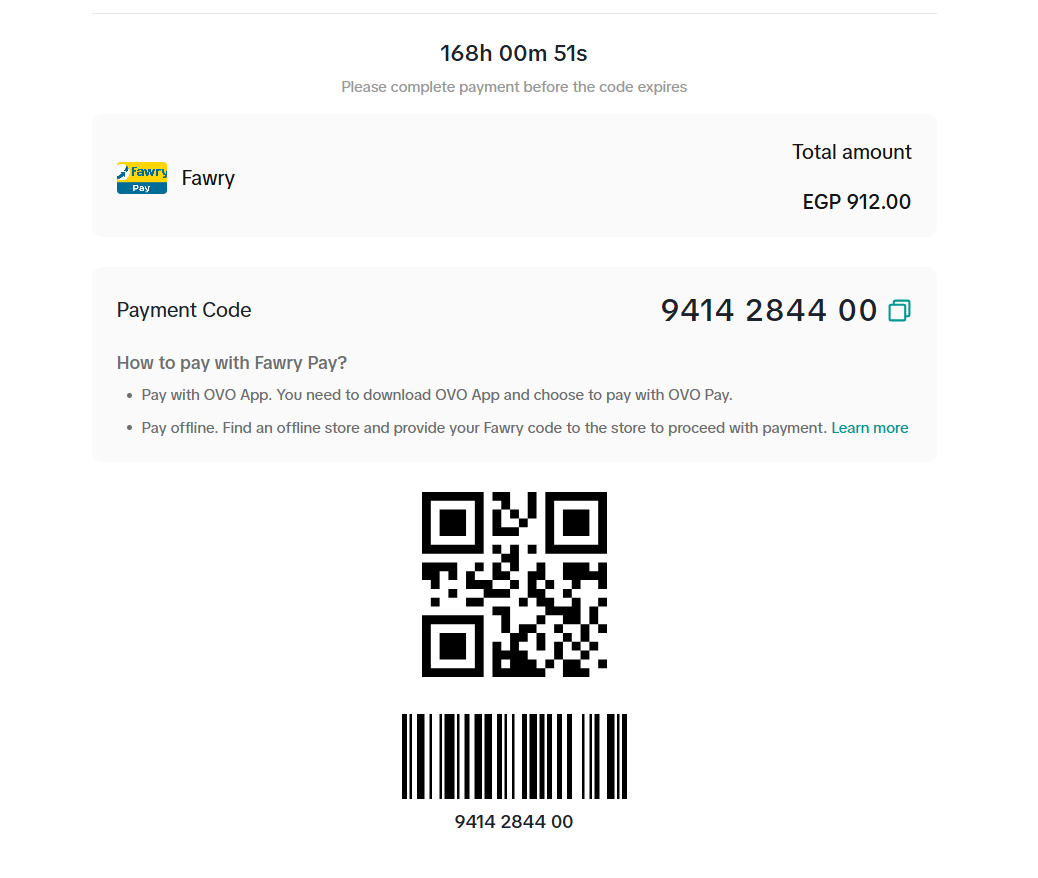 168h 00m 51s
Please complete payment before the code expires
Fawry
Pay
Fawry
Total amount
EGP 912.00
Payment Code
9414 2844 00
How to pay with Fawry Pay?
• Pay with OVO App. You need to download OVO App and choose to pay with OVO Pay.
• Pay offline. Find an offline store and provide your Fawry code to the store to proceed with payment. Learn more
9414 2844 00